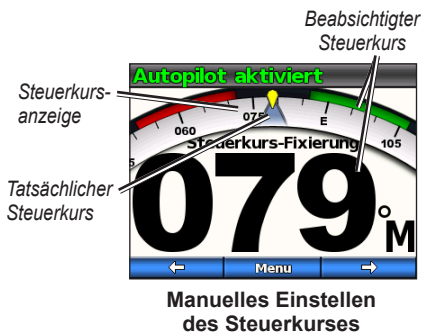 Beabsichtigter
Steuerkurs
Steuerkurs-
anzeige
Tatsächlicher
Steuerkurs
Autopilot aktiviert
5
060
075
E
105
Steuerkurs-Fixierung
079°M
Menu
Manuelles Einstellen
des Steuerkurses